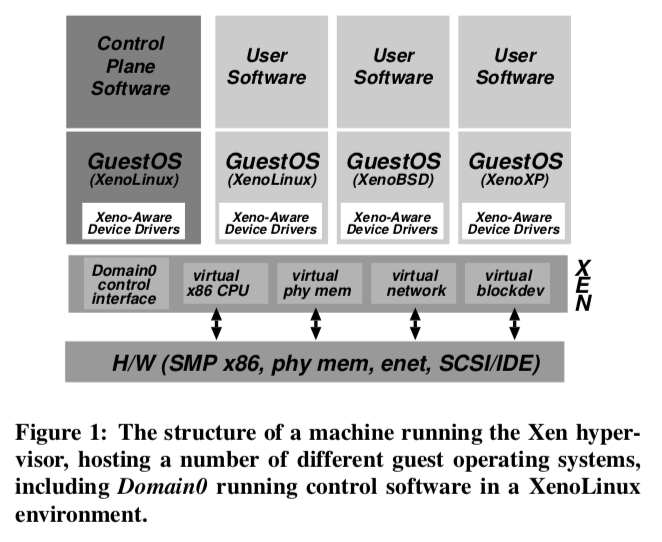 Control
Plane
Software
User
Software
User
Software
User
Software
GuestOS
(XenoLinux)
Xeno-Aware
Device Drivers
GuestOS
(XenoLinux)
Xeno-Aware
Device Drivers
GuestOS
(XenoBSD)
Xeno-Aware
Device Drivers
GuestOS
(XenoXP)
Xeno-Aware
Device Drivers
Domain0
control
interface
virtual
x86 CPU
virtual
phy mem
virtual
network
virtual
blockdev
X
E
N
H/W (SMP x86, phy mem, enet, SCSI/IDE)
Figure 1: The structure of a machine running the Xen hyper-
visor, hosting a number of different guest operating systems,
including Domain0 running control software in a XenoLinux
environment.